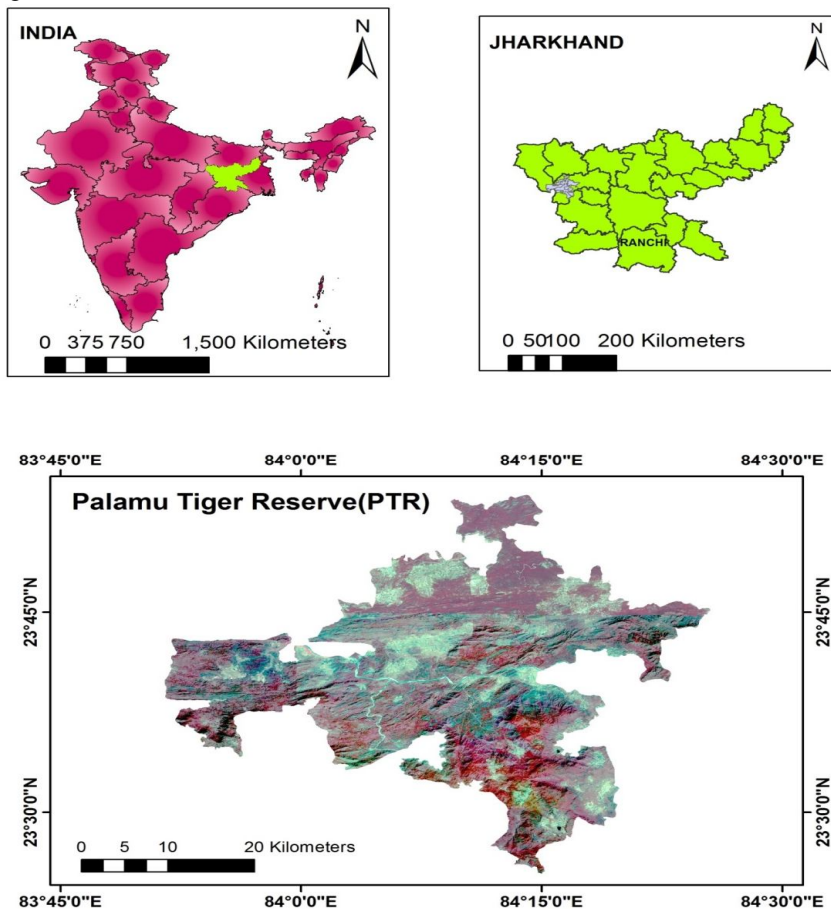 INDIA
N
0 375 750 1,500 Kilometers
JHARKHAND
N
RANCHI
0 50100 200 Kilometers
83°45'0"E 84°0'0"E 84°15'0"E 84°30'0"E
Palamu Tiger Reserve(PTR)
23°45'0"N
23°45'0"N
23°30'0"N
23°30'0"N
0 5 10 20 Kilometers
83°45'0"E 84°0'0"E 84°15'0"E 84°30'0"E